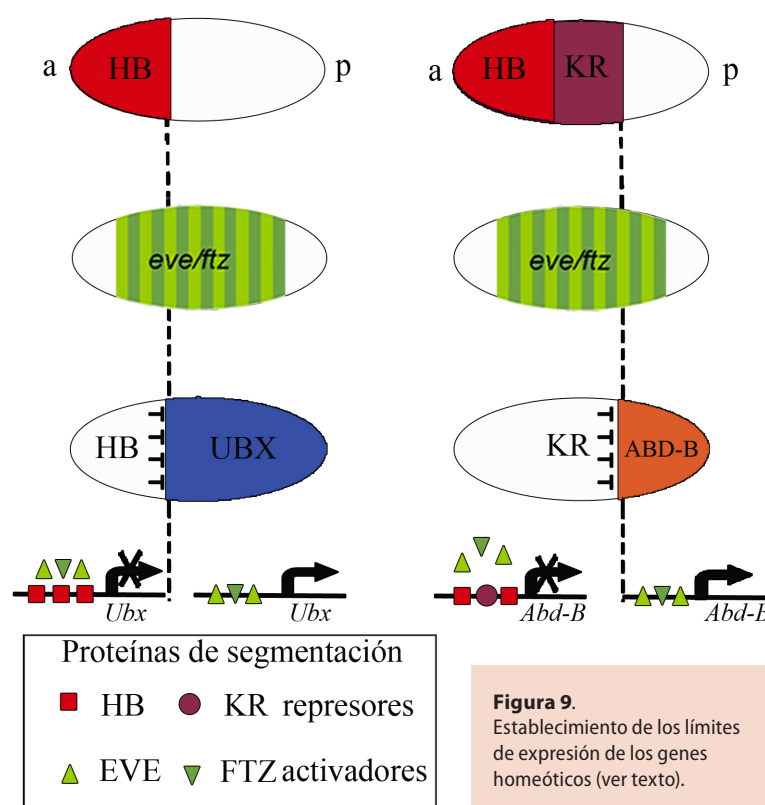 a HB p
a HB KR p
eve/ftz
eve/ftz
HB UBX
KR ABD-B
Ubx
Ubx
Abd-B
Abd-B
Proteínas de segmentación
HB KR represores
EVE FTZ activadores
Figura 9.
Establecimiento de los límites
de expresión de los genes
homeóticos (ver texto).